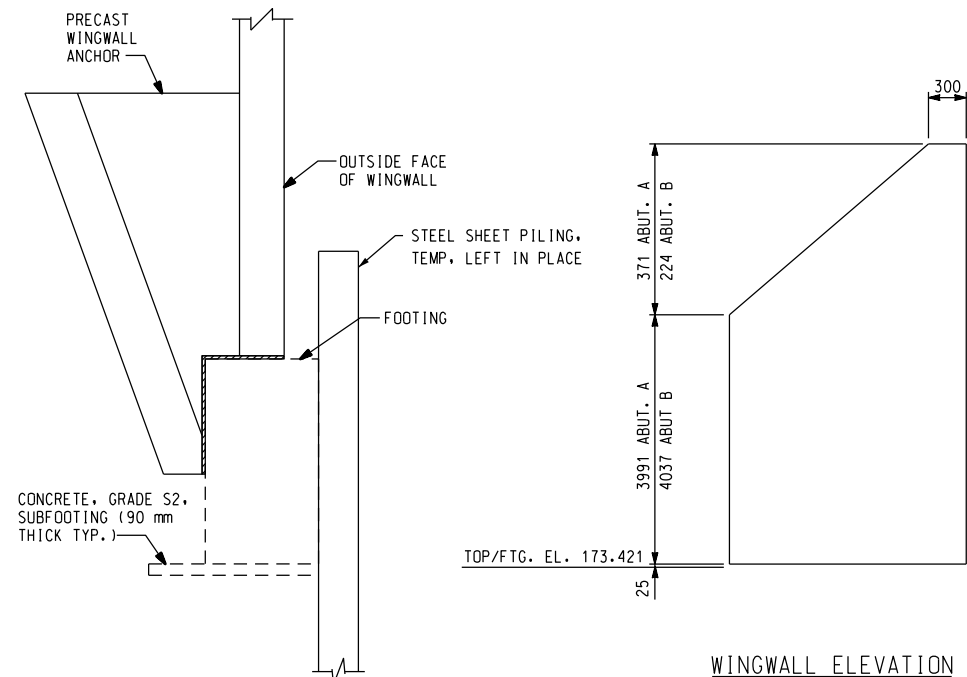 PRECAST
WINGWALL
ANCHOR
OUTSIDE FACE
OF WINGWALL
STEEL SHEET PILING,
TEMP, LEFT IN PLACE
FOOTING
CONCRETE, GRADE S2,
SUBFOOTING (90 mm
THICK TYP.)
300
371 ABUT. A
224 ABUT. B
3991 ABUT. A
4037 ABUT B
TOP/FTG. EL. 173.421
25
WINGWALL ELEVATION